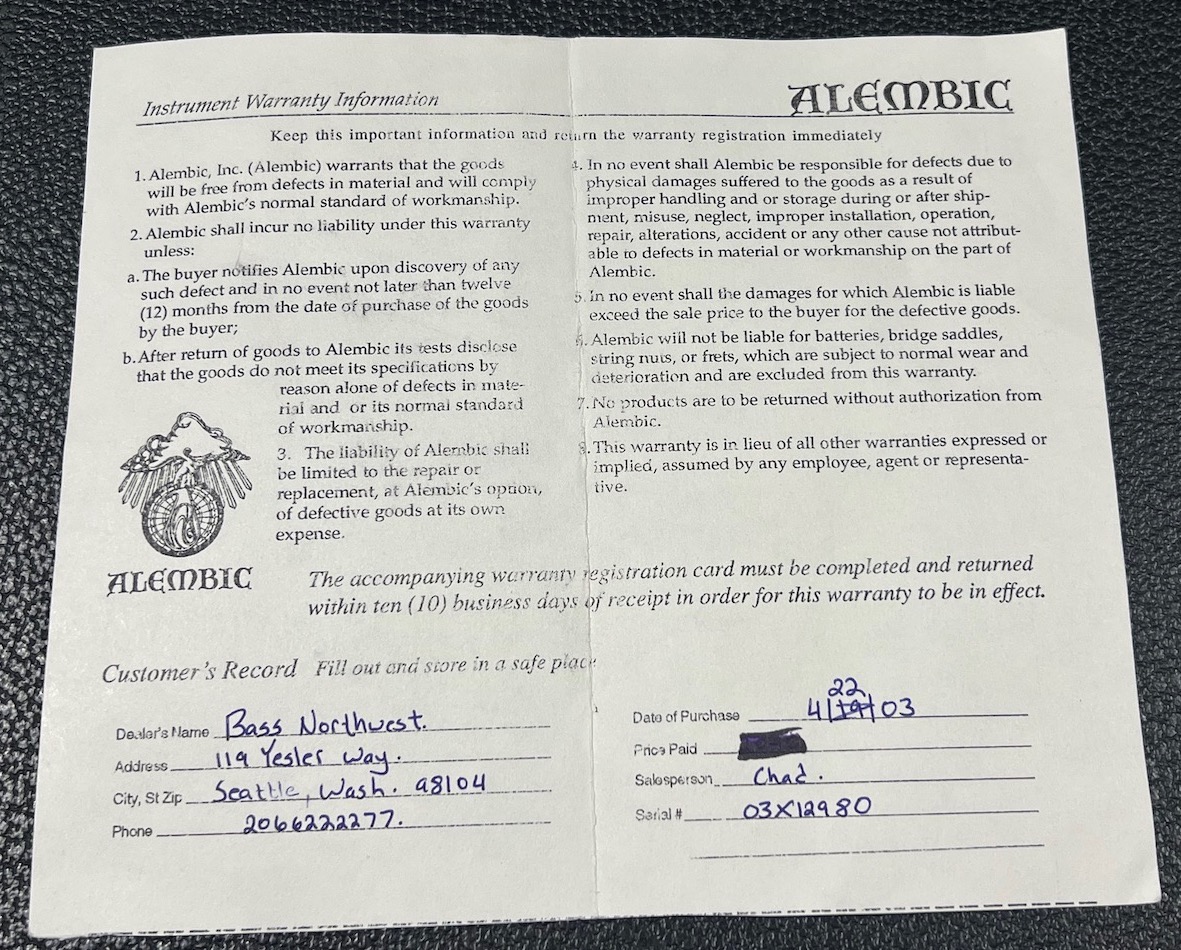 Instrument Warranty Information
ALEMBIC
Keep this important information and return the warranty registration immediately
1. Alembic, Inc. (Alembic) warrants that the goods
will be free from defects in material and will comply
with Alembic's normal standard of workmanship.
2. Alembic shall incur no liability under this warranty
unless:
a. The buyer notifies Alembic upon discovery of any
such defect and in no event not later than twelve
(12) months from the date of purchase of the goods
by the buyer;
b. After return of goods to Alembic its tests disclose
that the goods do not meet its specifications by
reason alone of defects in mate-
rial and or its normal standard
of workmanship.
3. The liability of Alembic shall
be limited to the repair or
replacement, at Alembic's option,
of defective goods at its own
expense.
ALEMBIC
4. In no event shall Alembic be responsible for defects due to
physical damages suffered to the goods as a result of
improper handling and or storage during or after ship-
ment, misuse, neglect, improper installation, operation,
repair, alterations, accident or any other cause not attribut-
able to defects in material or workmanship on the part of
Alembic.
5. In no event shall the damages for which Alembic is liable
exceed the sale price to the buyer for the defective goods.
6. Alembic will not be liable for batteries, bridge saddles,
string nuts, or frets, which are subject to normal wear and
deterioration and are excluded from this warranty.
7. No products are to be returned without authorization from
Alembic.
8. This warranty is in lieu of all other warranties expressed or
implied, assumed by any employee, agent or representa-
tive.
The accompanying warranty registration card must be completed and returned
within ten (10) business days of receipt in order for this warranty to be in effect.
Customer's Record Fill out and store in a safe place
Dealer's Name Bass Northwest.
Address 119 Yesler Way.
City, St Zip Seattle, Wash. 98104
Phone 2066222277.
22
Date of Purchase 4/19/03
Price Paid
Salesperson Chad.
Serial # 03X12980